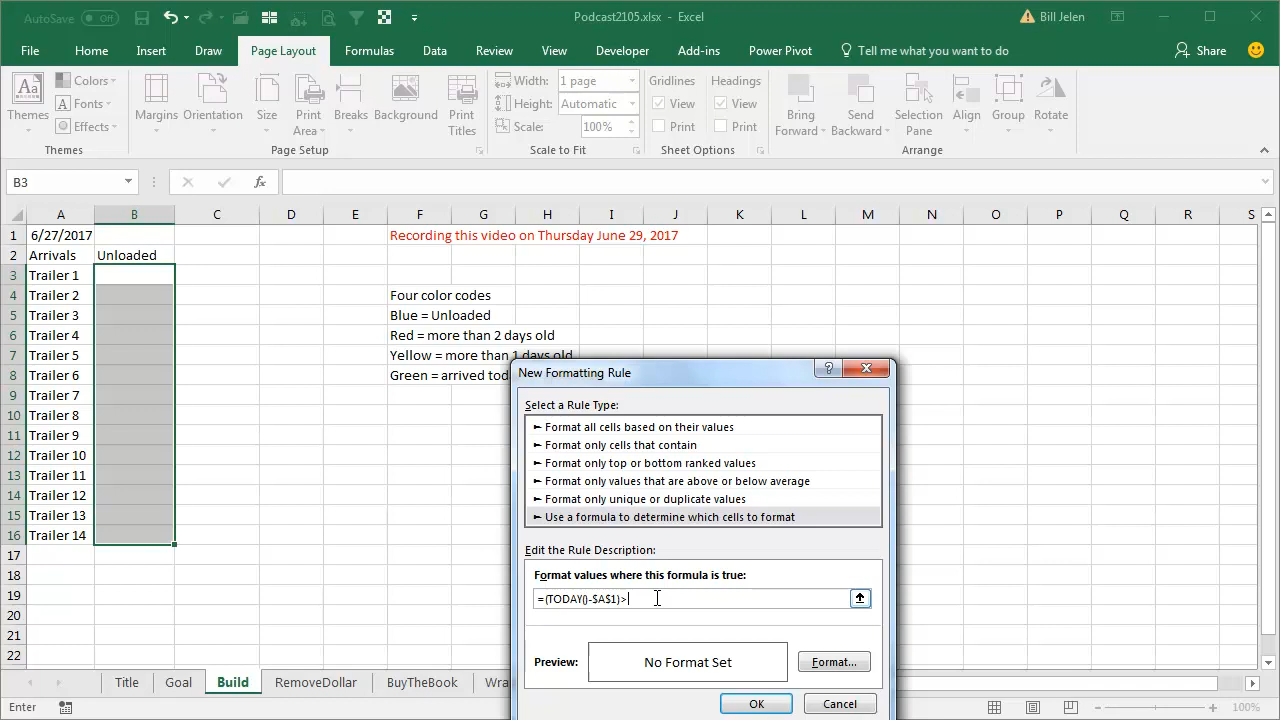 AutoSave Off
Podcast2105.xlsx - Excel
Bill Jelen
File Home Insert Draw Page Layout Formulas Data Review View Developer Add-ins Power Pivot Tell me what you want to do Share
Themes
Colors
Fonts
Effects
Margins Orientation Size Print Area Breaks Background Print Titles
Width: 1 page
Height: Automatic
Scale: 100%
Gridlines Headings
View View
Print Print
Bring Forward Send Backward Selection Pane Align Group Rotate
Themes Page Setup Scale to Fit Sheet Options Arrange
B3 fx
A B C D E F G H I J K L M N O P Q R S
1 6/27/2017 Recording this video on Thursday June 29, 2017
2 Arrivals Unloaded
3 Trailer 1
4 Trailer 2 Four color codes
5 Trailer 3 Blue = Unloaded
6 Trailer 4 Red = more than 2 days old
7 Trailer 5 Yellow = more than 1 days old
8 Trailer 6 Green = arrived tod
9 Trailer 7
10 Trailer 8
11 Trailer 9
12 Trailer 10
13 Trailer 11
14 Trailer 12
15 Trailer 13
16 Trailer 14
17
18
19
20
21
22
New Formatting Rule
?
Select a Rule Type:
► Format all cells based on their values
► Format only cells that contain
► Format only top or bottom ranked values
► Format only values that are above or below average
► Format only unique or duplicate values
► Use a formula to determine which cells to format
Edit the Rule Description:
Format values where this formula is true:
=(TODAY()-$A$1)>
Preview: No Format Set Format...
OK Cancel
Title Goal Build RemoveDollar BuyTheBook Wra
Enter 100%